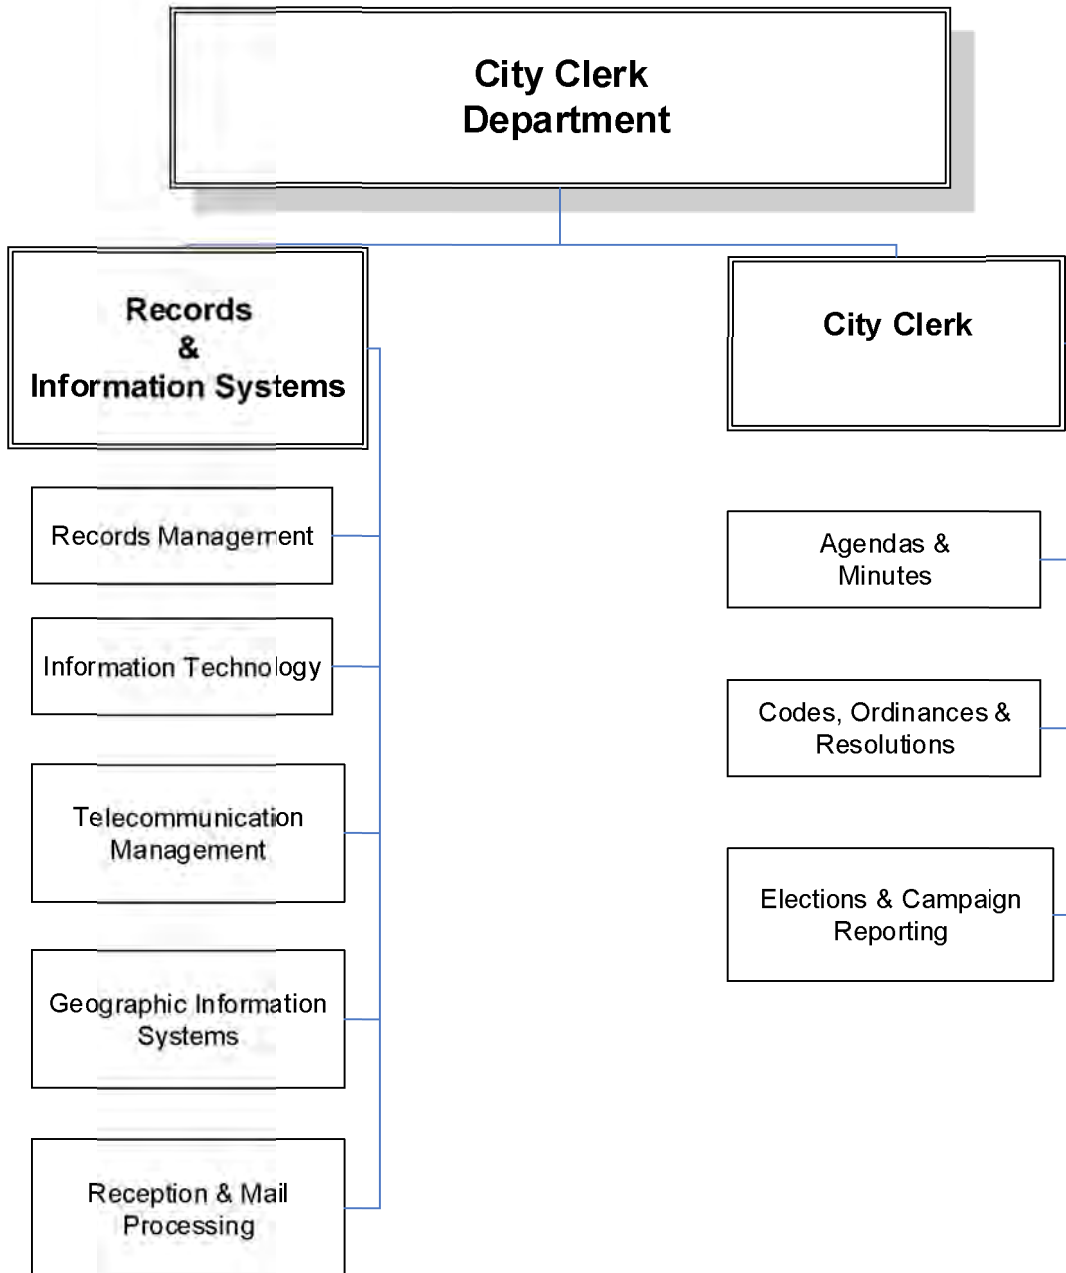 City Clerk
Department
Records
&
Information Systems
Records Management
Information Technology
Telecommunication
Management
Geographic Information
Systems
Reception & Mail
Processing
City Clerk
Agendas &
Minutes
Codes, Ordinances &
Resolutions
Elections & Campaign
Reporting